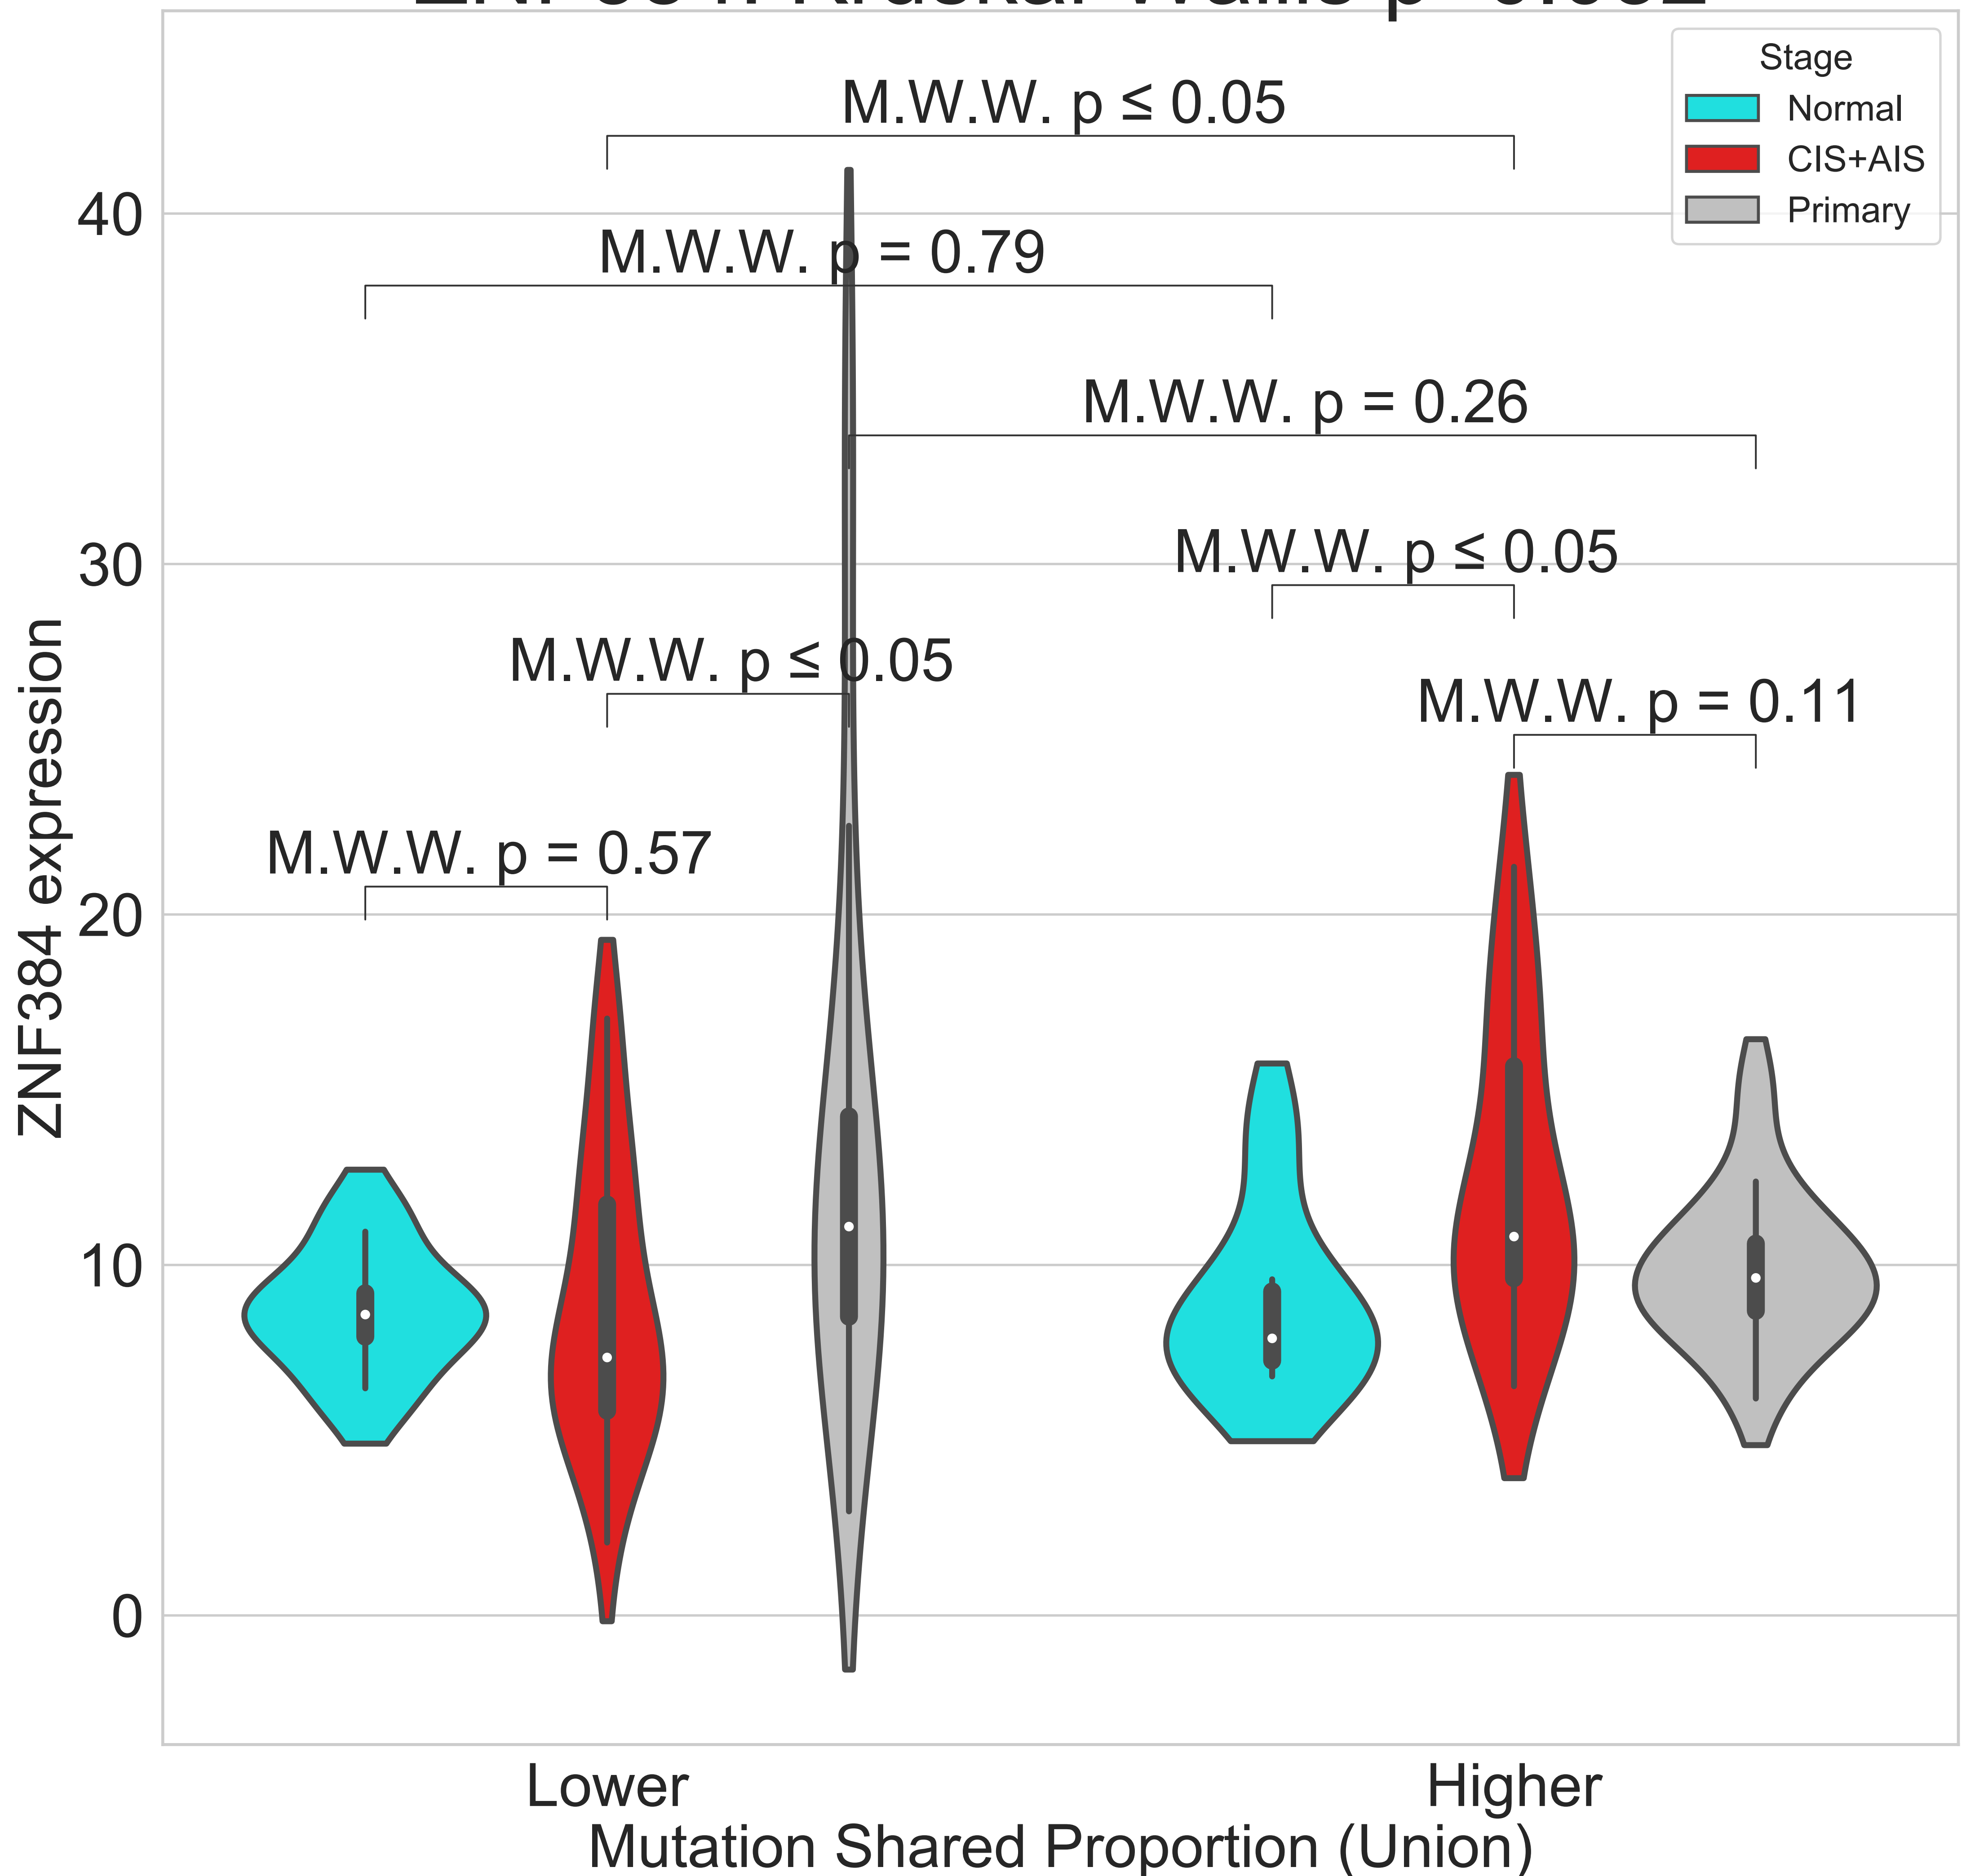 Stage
Normal
CIS+AIS
Primary
M.W.W. p ≤ 0.05
M.W.W. p = 0.79
M.W.W. p = 0.26
M.W.W. p ≤ 0.05
M.W.W. p ≤ 0.05
M.W.W. p = 0.11
M.W.W. p = 0.57
40
30
20
10
0
ZNF384 expression
Lower
Higher
Mutation Shared Proportion (Union)